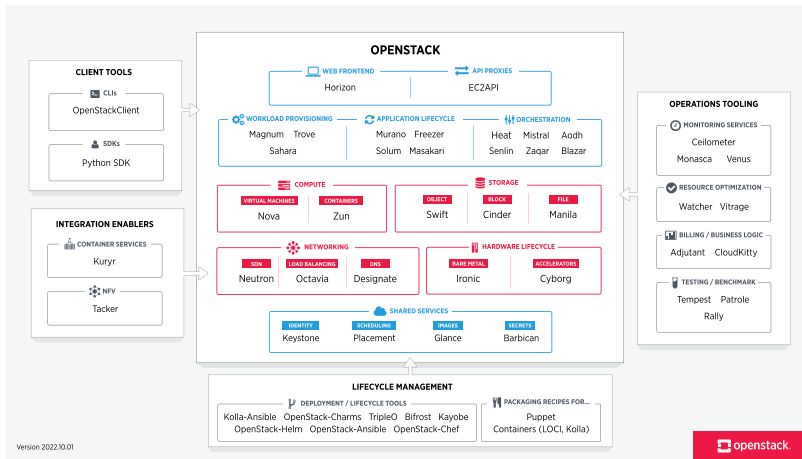 OPENSTACK
WEB FRONTEND
Horizon
API PROXIES
EC2API
WORKLOAD PROVISIONING
Magnum Trove
Sahara
APPLICATION LIFECYCLE
Murano Freezer
Solum Masakari
ORCHESTRATION
Heat Mistral Aodh
Senlin Zaqar Blazar
COMPUTE
VIRTUAL MACHINES
Nova
CONTAINERS
Zun
STORAGE
OBJECT
Swift
BLOCK
Cinder
FILE
Manila
NETWORKING
SDN
Neutron
LOAD BALANCING
Octavia
DNS
Designate
HARDWARE LIFECYCLE
BARE METAL
Ironic
ACCELERATORS
Cyborg
SHARED SERVICES
IDENTITY
Keystone
SCHEDULING
Placement
IMAGES
Glance
SECRETS
Barbican
CLIENT TOOLS
CLIs
OpenStackClient
SDKs
Python SDK
INTEGRATION ENABLERS
CONTAINER SERVICES
Kuryr
NFV
Tacker
OPERATIONS TOOLING
MONITORING SERVICES
Ceilometer
Monasca Venus
RESOURCE OPTIMIZATION
Watcher Vitrage
BILLING / BUSINESS LOGIC
Adjutant CloudKitty
TESTING / BENCHMARK
Tempest Patrole
Rally
LIFECYCLE MANAGEMENT
DEPLOYMENT / LIFECYCLE TOOLS
Kolla-Ansible OpenStack-Charms TripleO Bifrost Kayobe
OpenStack-Helm OpenStack-Ansible OpenStack-Chef
PACKAGING RECIPES FOR...
Puppet
Containers (LOCI, Kolla)
Version 2022.10.01
openstack.